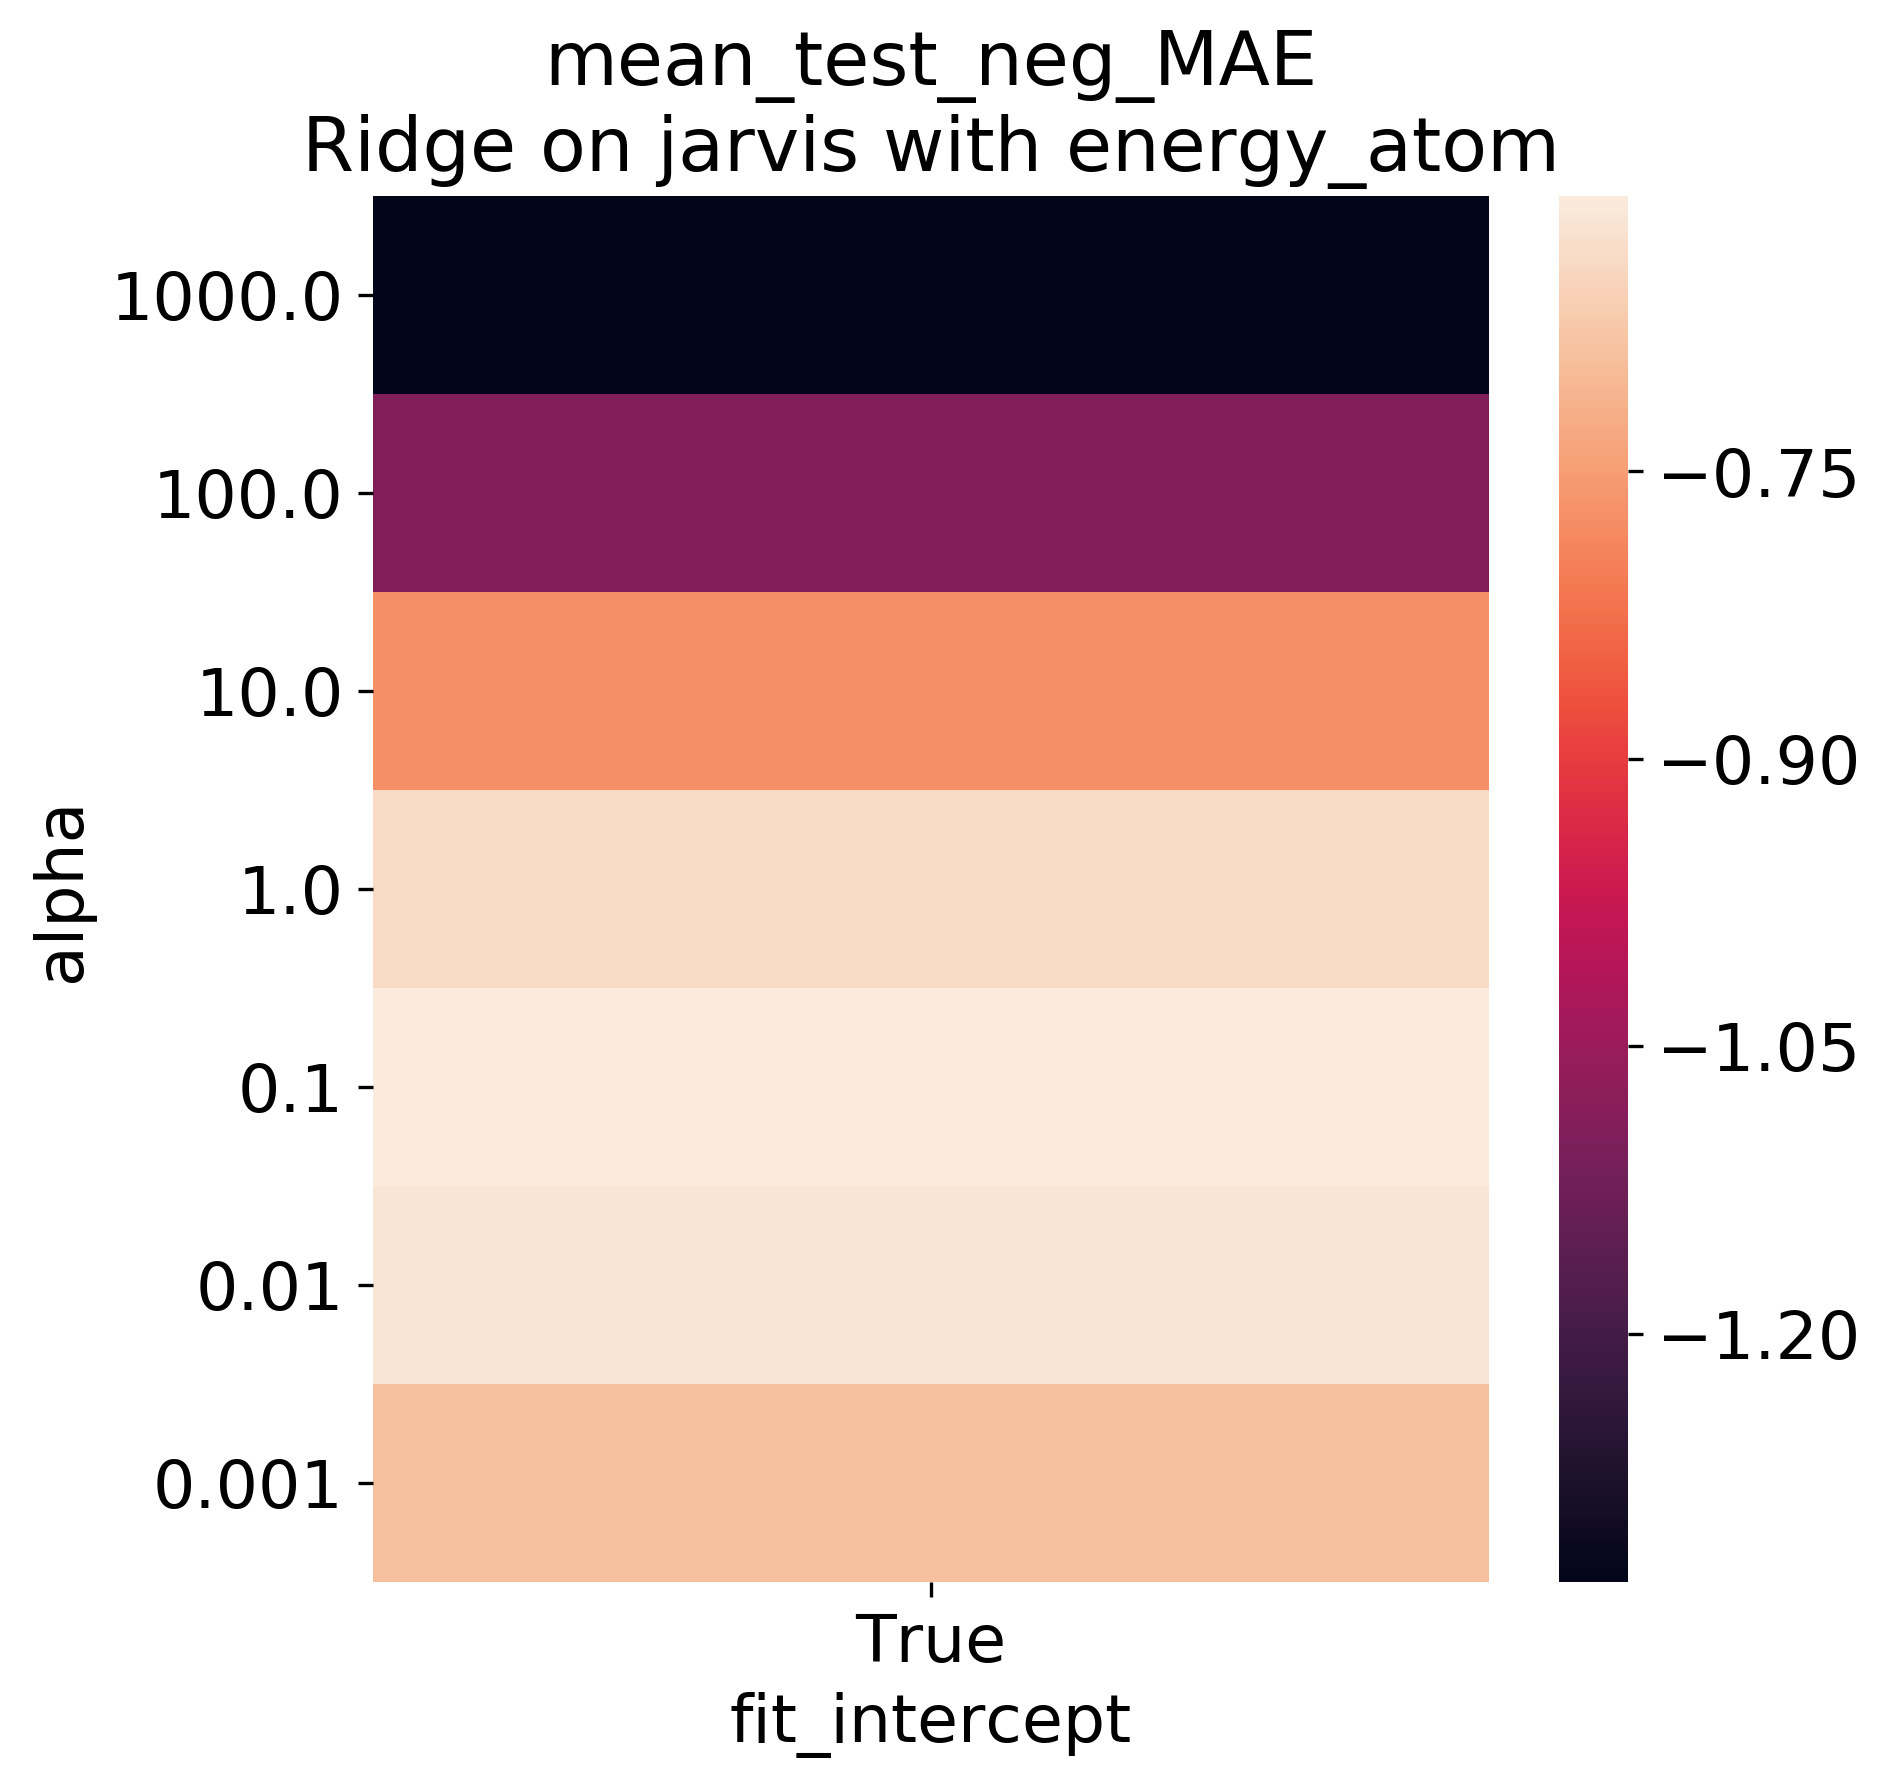 mean_test_neg_MAE
Ridge on jarvis with energy_atom
1000.0
100.0
10.0
1.0
0.1
0.01
0.001
alpha
True
fit_intercept
−0.75
−0.90
−1.05
−1.20